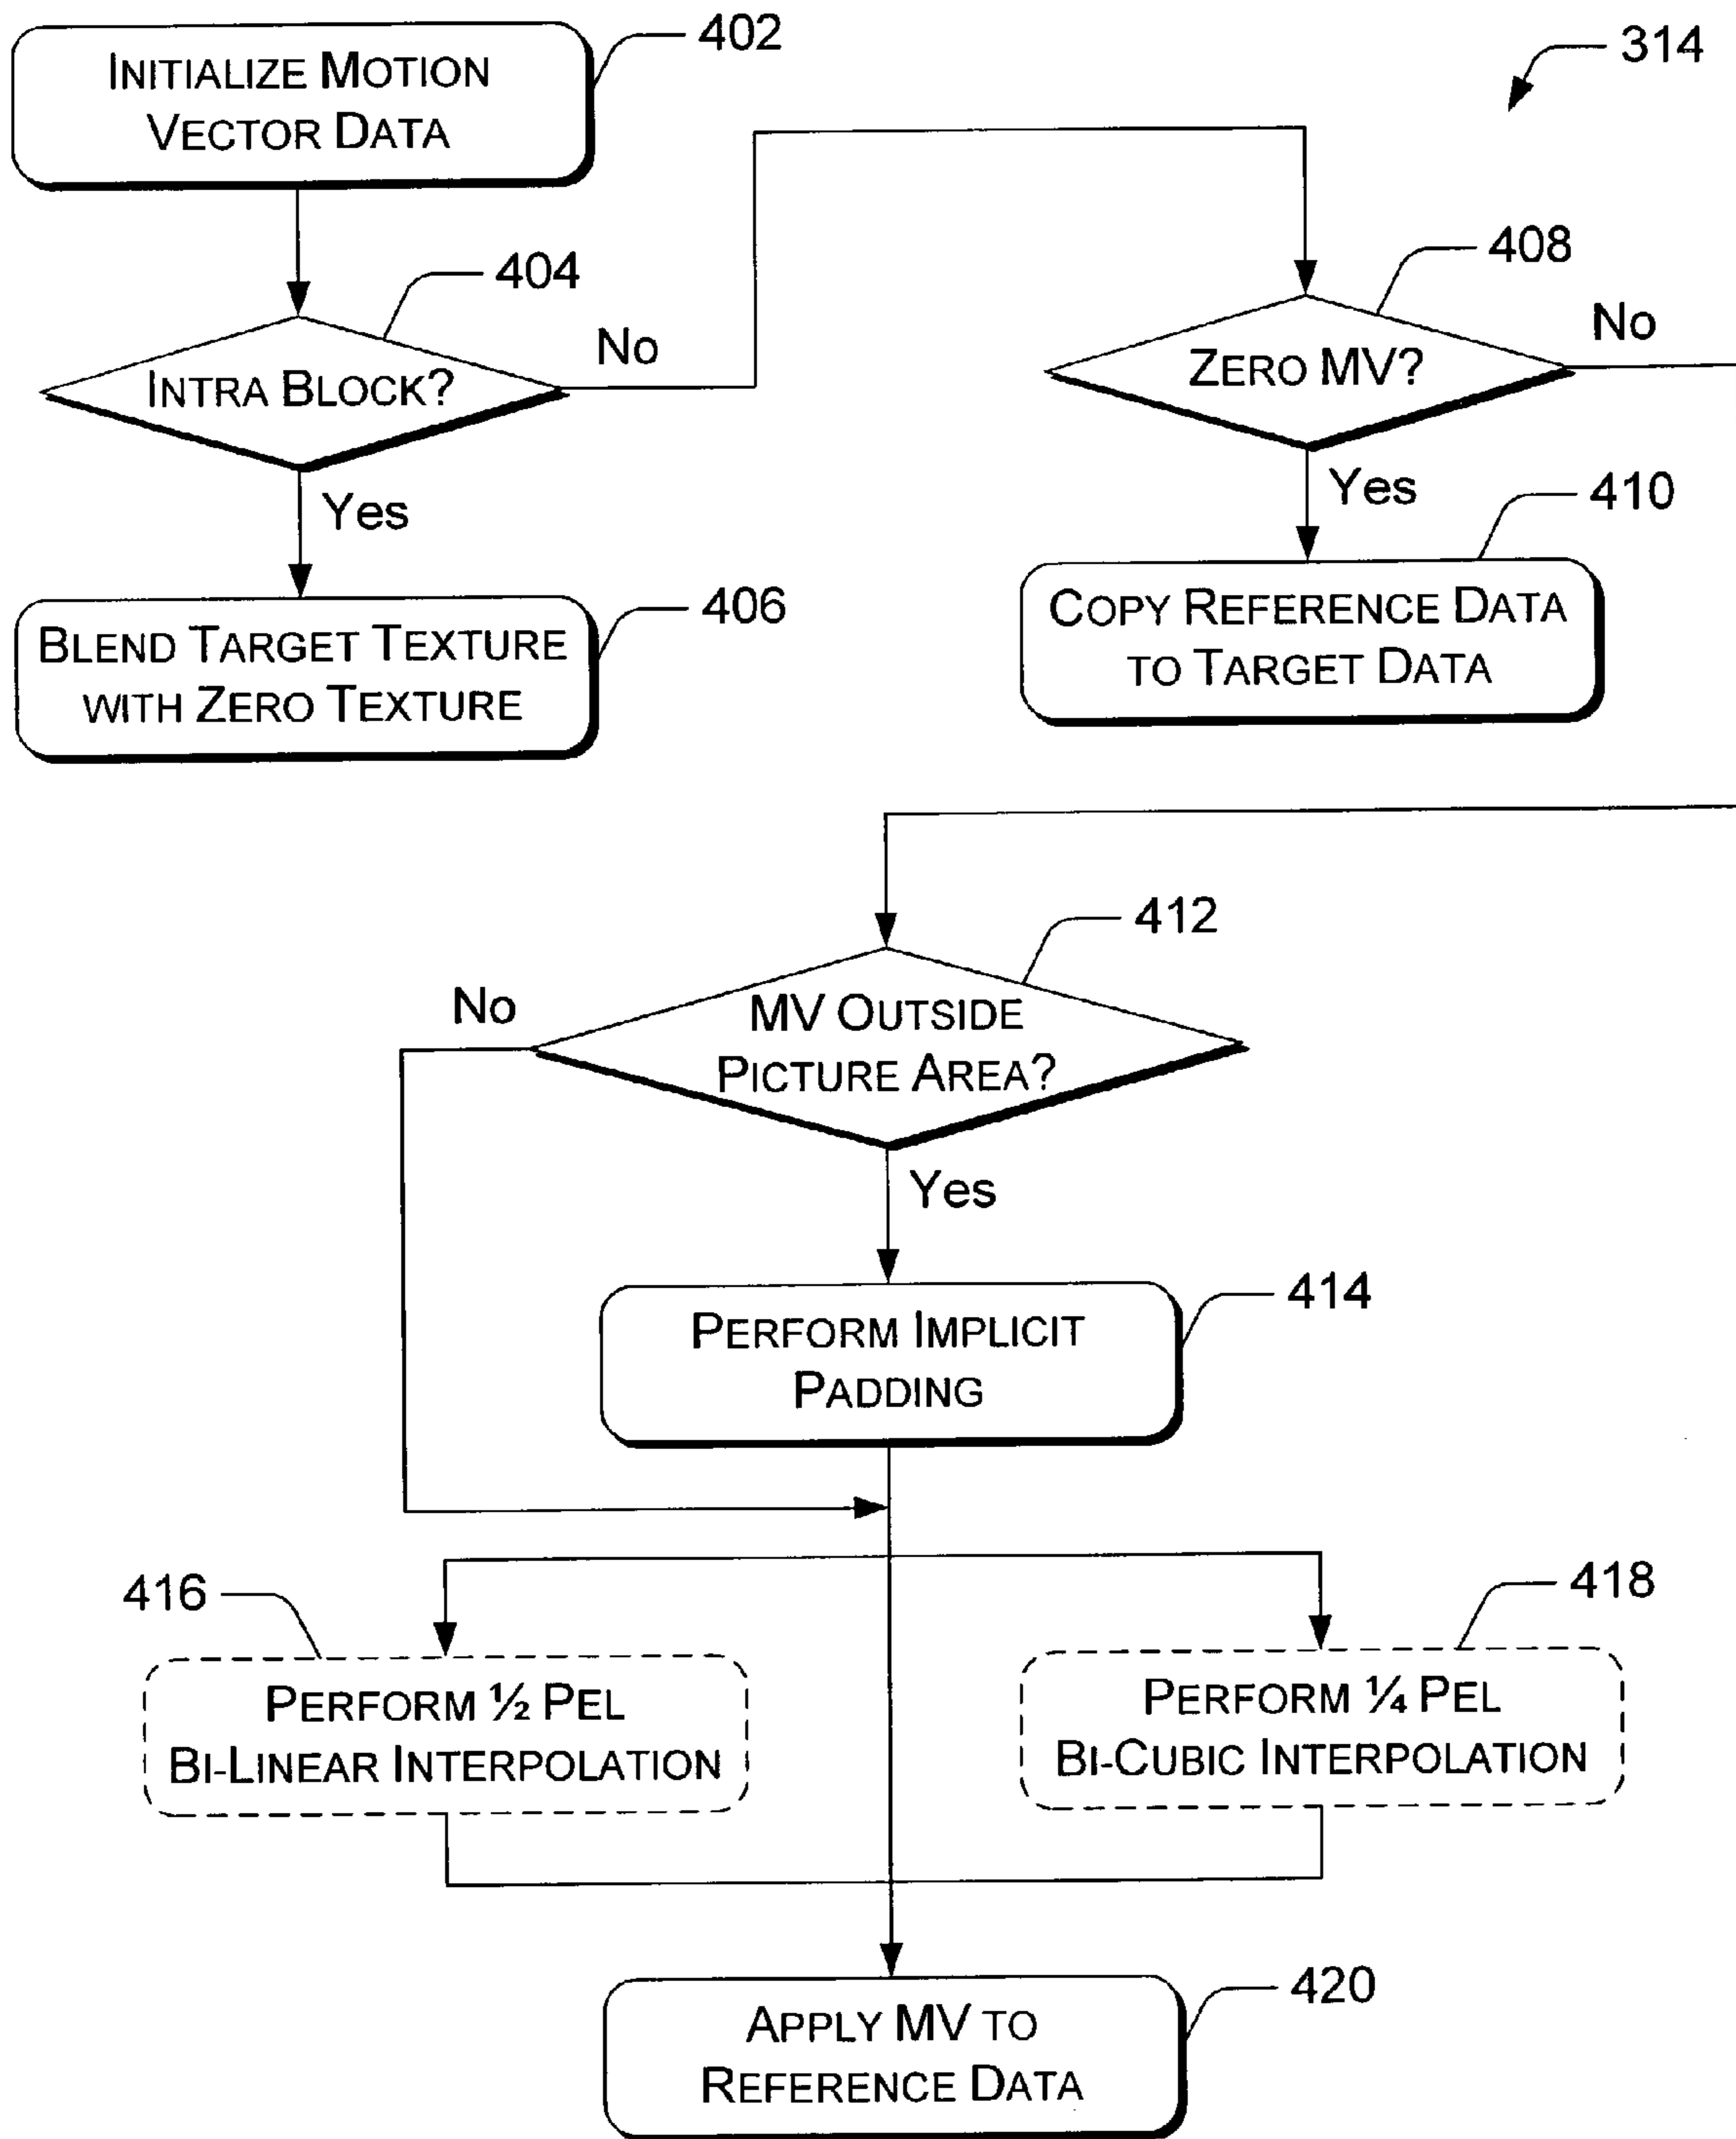 402
314
INITIALIZE MOTION
VECTOR DATA
404
408
No
No
INTRA BLOCK?
ZERO MV?
Yes
Yes
410
406
BLEND TARGET TEXTURE
WITH ZERO TEXTURE
COPY REFERENCE DATA
TO TARGET DATA
412
No
MV OUTSIDE
PICTURE AREA?
Yes
414
PERFORM IMPLICIT
PADDING
416
418
PERFORM ½ PEL
BI-LINEAR INTERPOLATION
PERFORM ¼ PEL
BI-CUBIC INTERPOLATION
420
APPLY MV TO
REFERENCE DATA